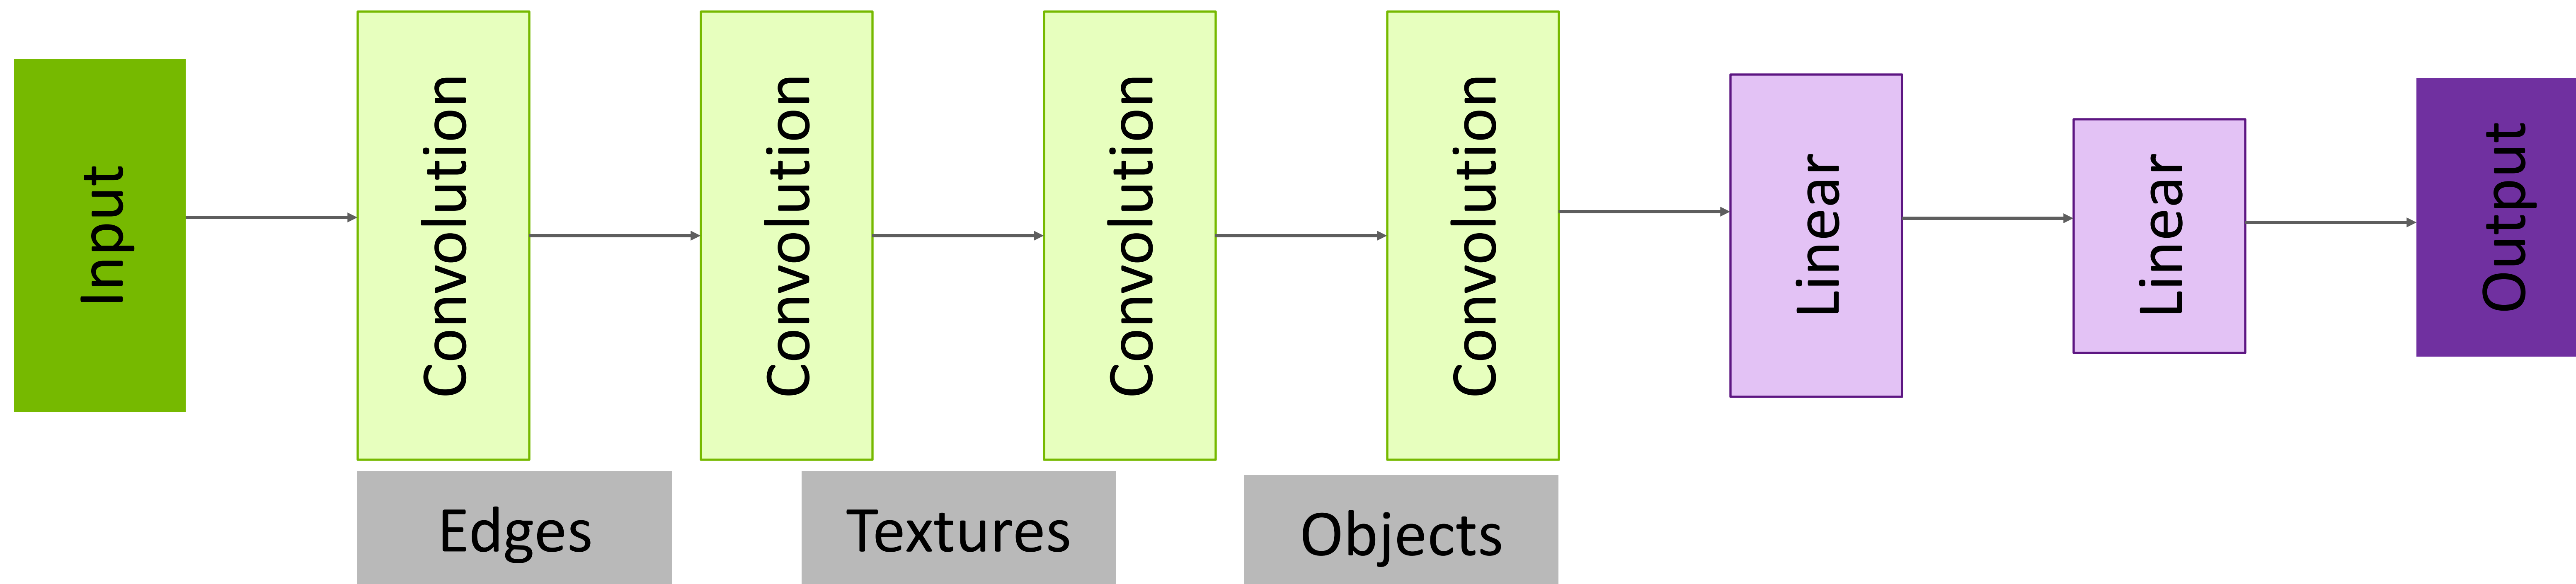 Input
Convolution
Convolution
Convolution
Convolution
Linear
Linear
Output
Edges
Textures
Objects